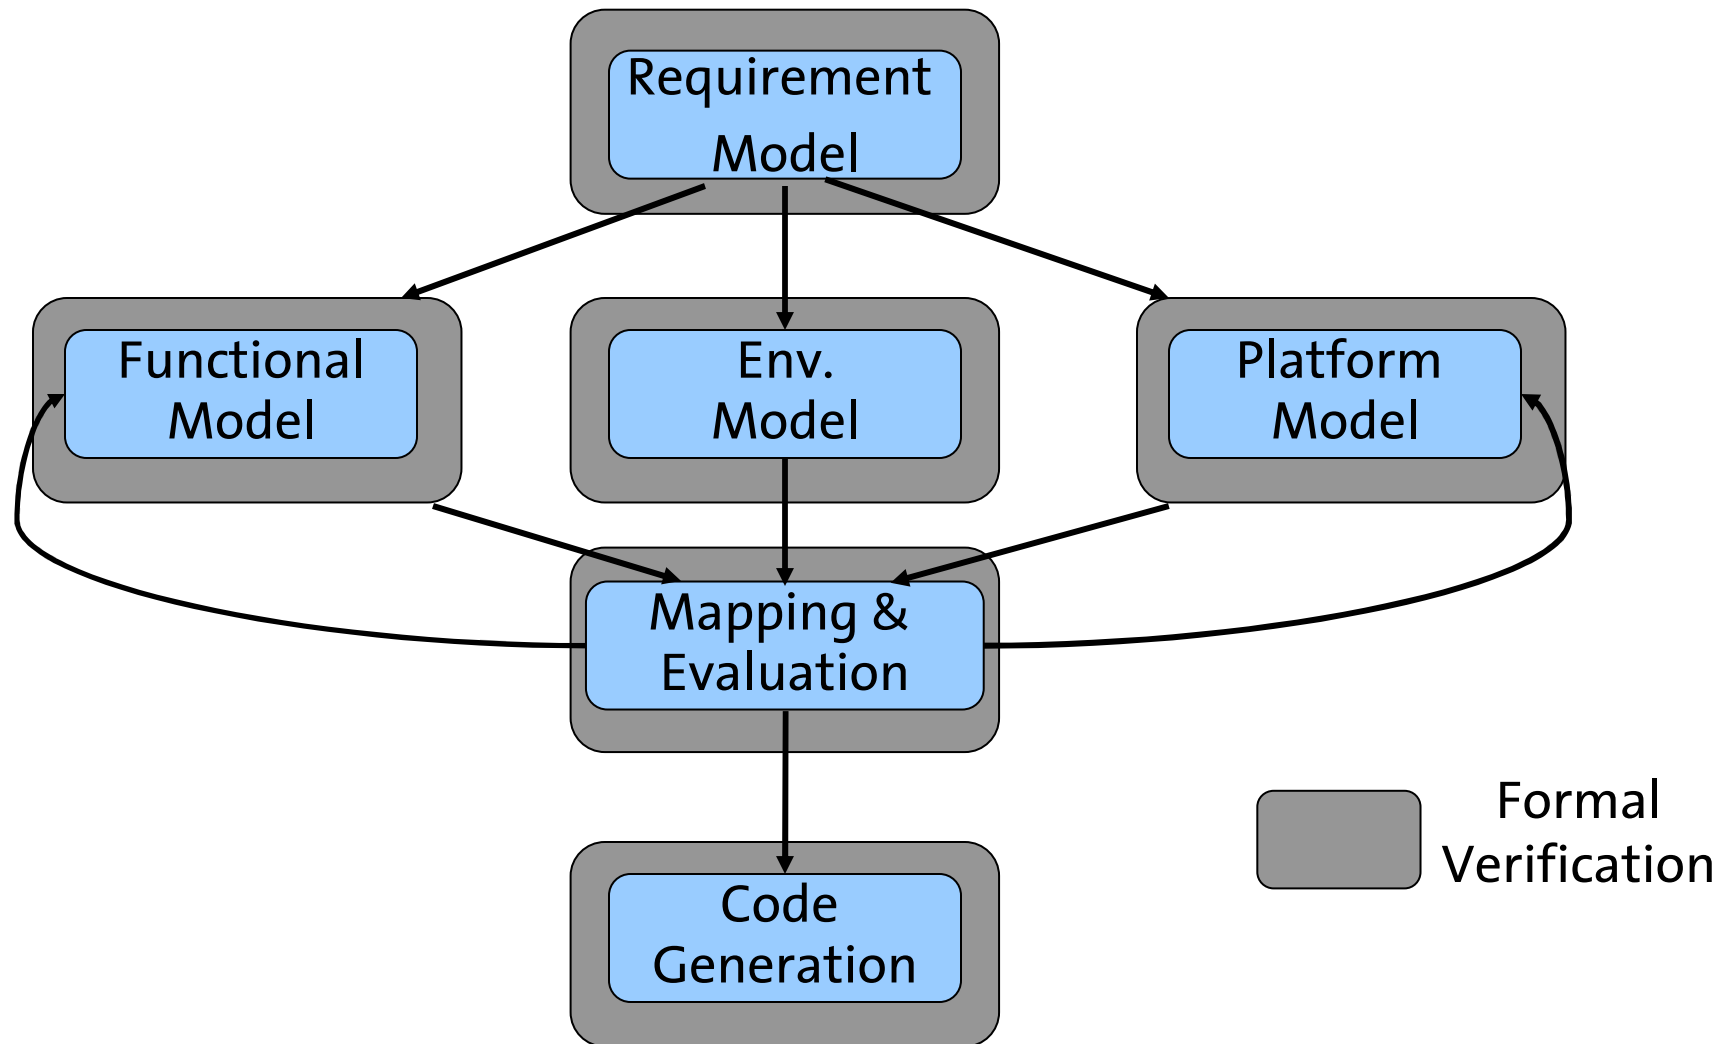 Requirement
Model
Functional
Model
Env.
Model
Platform
Model
Mapping &
Evaluation
Formal
Verification
Code
Generation